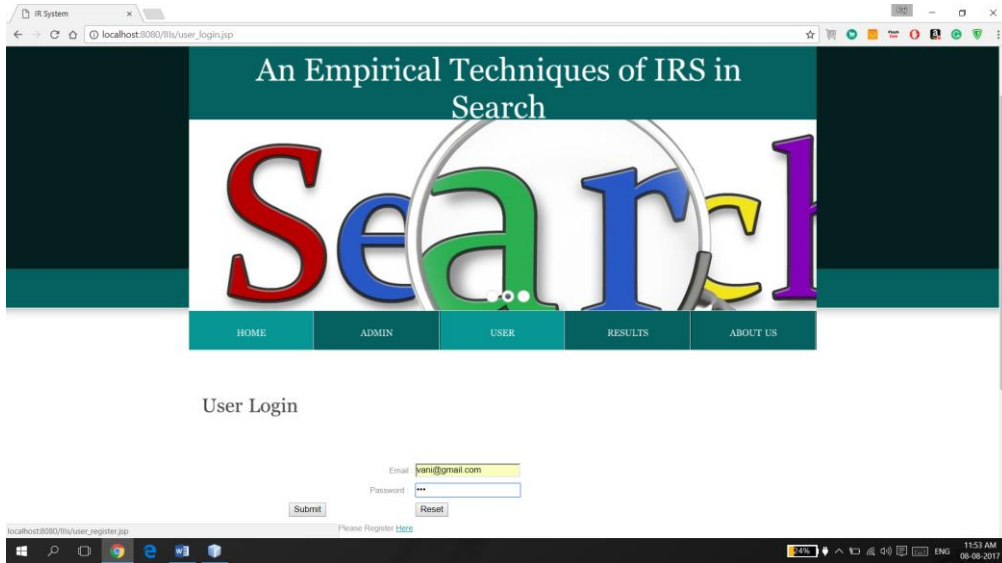 IR System
localhost:8080/IIIs/user_login.jsp
An Empirical Techniques of IRS in
Search
Search
HOME ADMIN USER RESULTS ABOUT US
User Login
Email vani@gmail.com
Password
Submit Reset
Please Register Here
localhost:8080/IIIs/user_register.jsp
24% ENG 11:53 AM
08-08-2017